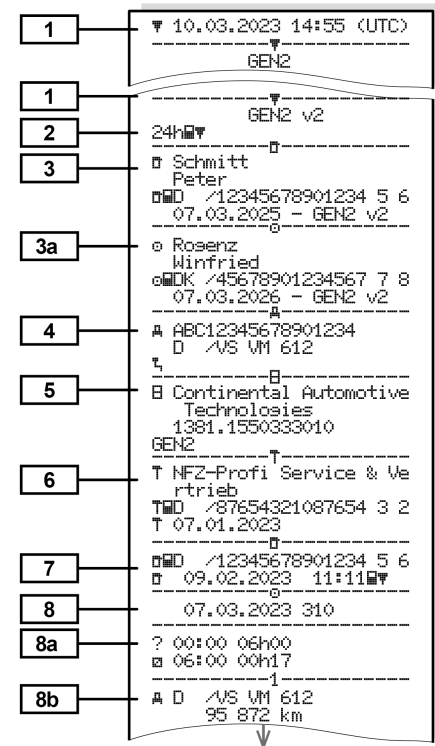 1
▼ 10.03.2023 14:55 (UTC)
GEN2
1
GEN2 v2
2
24h▼
3
Schmitt
Peter
D /12345678901234 5 6
07.03.2025 - GEN2 v2
3a
Rogenz
Winfried
DK /45678901234567 7 8
07.03.2026 - GEN2 v2
4
ABC12345678901234
D /VS VM 612
5
Continental Automotive
Technologies
1381.1550333010
GEN2
6
T NFZ-Profi Service & Ve
rtrieb
TD /87654321087654 3 2
T 07.01.2023
7
D /12345678901234 5 6
09.02.2023 11:11▼
8
07.03.2023 310
8a
? 00:00 06h00
06:00 00h17
1
8b
D /VS VM 612
95 872 km